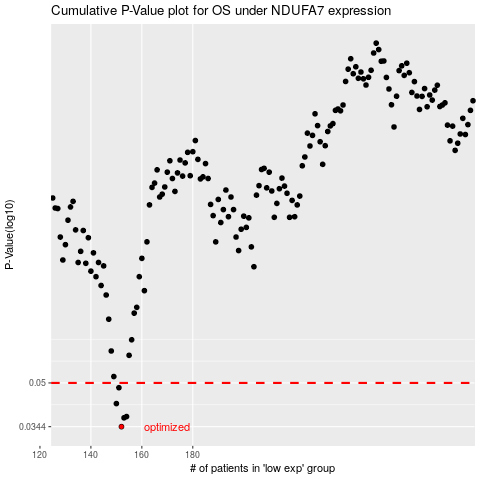 Cumulative P-Value plot for OS under NDUFA7 expression
P-Value(log10)
0.05
0.0344
optimized
120 140 160 180
# of patients in 'low exp' group